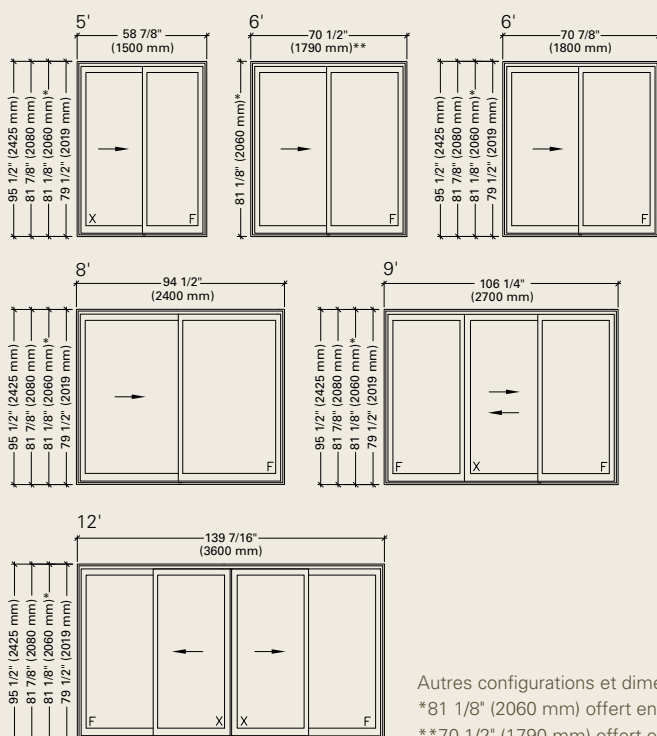 5'
58 7/8"
(1500 mm)
95 1/2" (2425 mm)
81 7/8" (2080 mm)
81 1/8" (2060 mm)*
79 1/2" (2019 mm)
X
F
6'
70 1/2"
(1790 mm)**
81 1/8" (2060 mm)*
F
6'
70 7/8"
(1800 mm)
95 1/2" (2425 mm)
81 7/8" (2080 mm)
81 1/8" (2060 mm)*
79 1/2" (2019 mm)
F
8'
94 1/2"
(2400 mm)
95 1/2" (2425 mm)
81 7/8" (2080 mm)
81 1/8" (2060 mm)*
79 1/2" (2019 mm)
F
9'
106 1/4"
(2700 mm)
95 1/2" (2425 mm)
81 7/8" (2080 mm)
81 1/8" (2060 mm)*
79 1/2" (2019 mm)
F
X
F
12'
139 7/16"
(3600 mm)
95 1/2" (2425 mm)
81 7/8" (2080 mm)
81 1/8" (2060 mm)*
79 1/2" (2019 mm)
F
X
X
F
Autres configurations et
*81 1/8" (2060 mm) offert en
**70 1/2" (1790 mm) offert